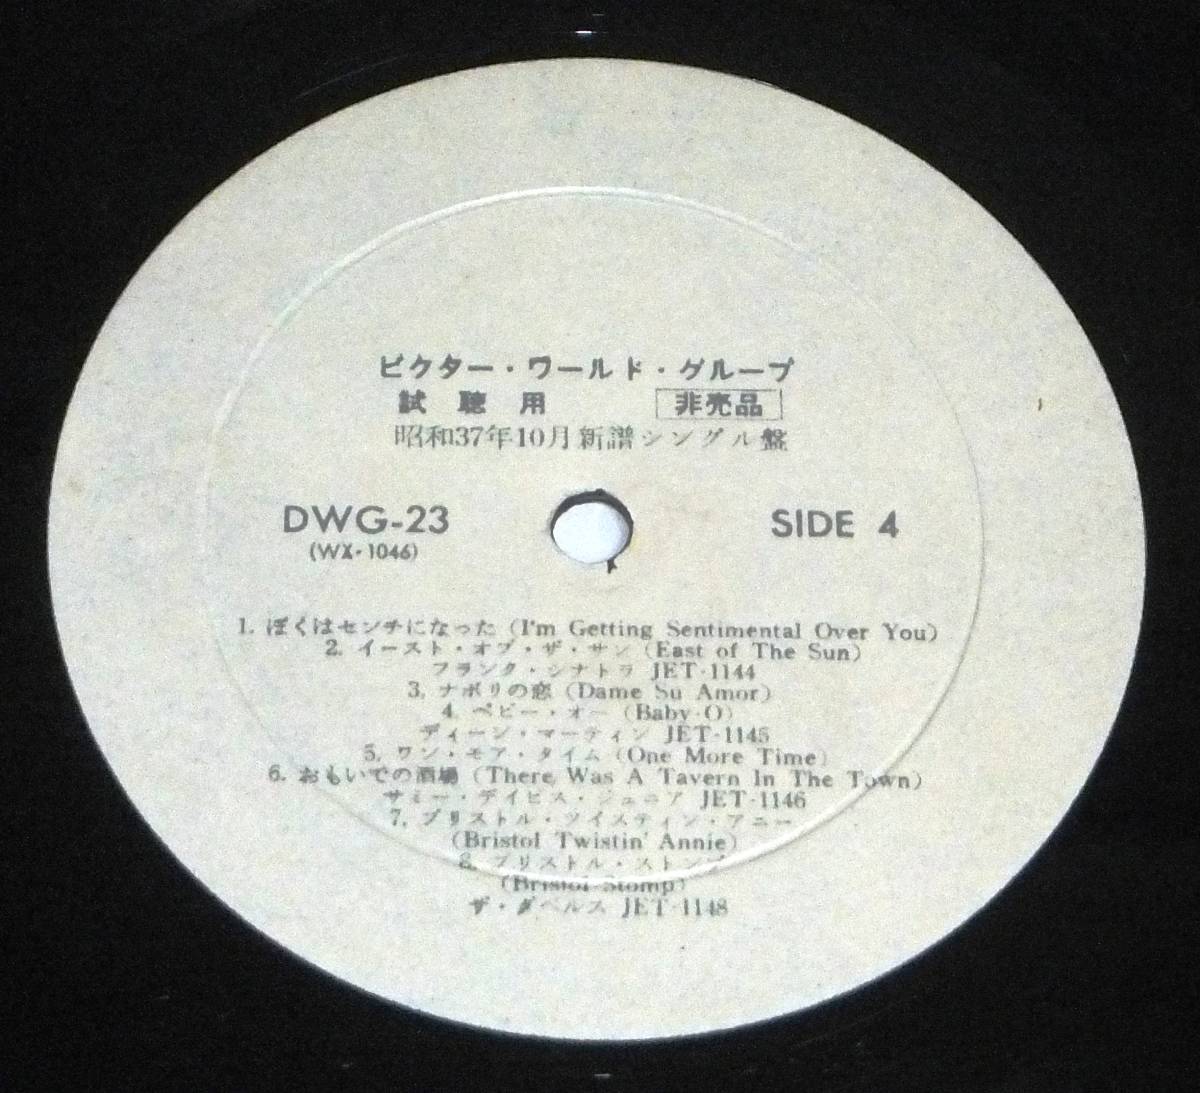 ビクター・ワールド・グループ
試聴用 非売品
昭和37年10月新譜シングル盤
DWG-23 SIDE 4
(WX-1046)
1. ぼくはセンチになった (I'm Getting Sentimental Over You)
2. イースト・オブ・ザ・サン (East of The Sun)
フランク・シナトラ JET-1144
3. ナポリの恋 (Dame Su Amor)
4. ベビー・オー (Baby-O)
ディーン・マーティン JET-1145
5. ワン・モア・タイム (One More Time)
6. おもいでの酒場 (There Was A Tavern In The Town)
サミー・デイビス・ジュニア JET-1146
7. ブリストル・ツイスティン・アニー
(Bristol Twistin' Annie)
8. ブリストル・ストンプ
(Bristol Stomp)
ザ・ダベルス JET-1148